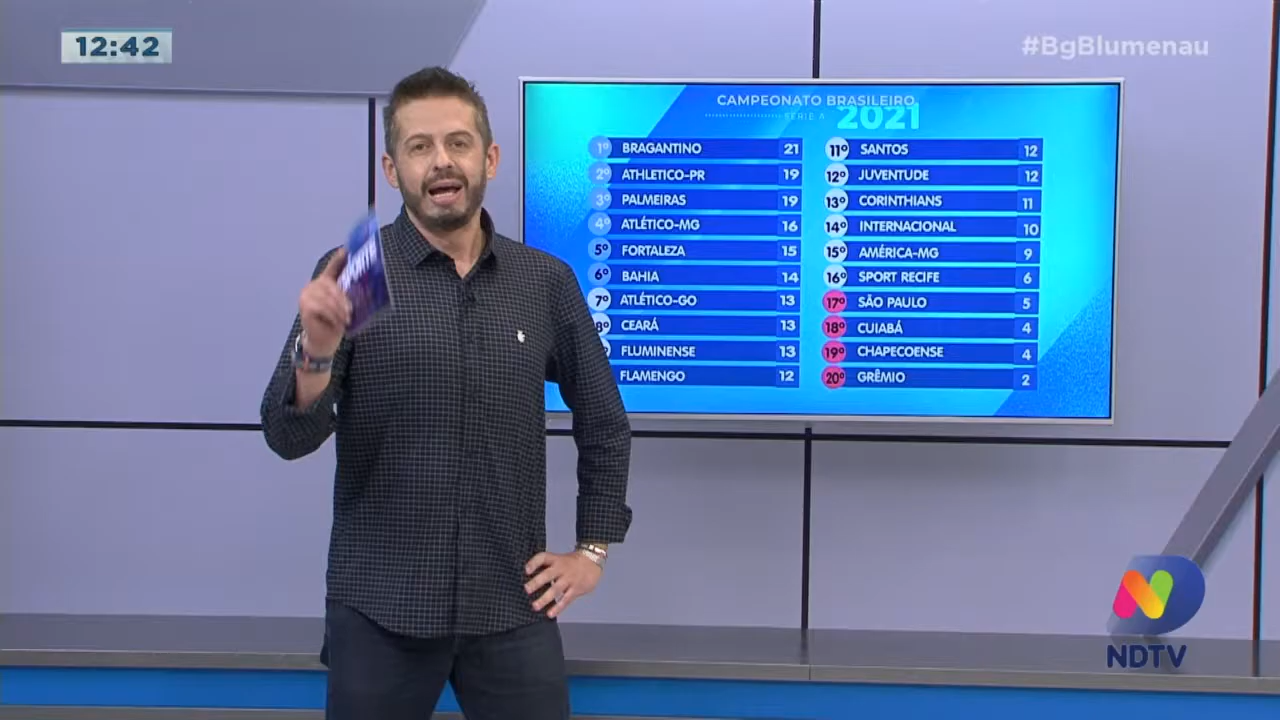 12:42
#BgBlumenau
CAMPEONATO BRASILEIRO
SÉRIE A 2021
1º BRAGANTINO 21
2º ATHLETICO-PR 19
3º PALMEIRAS 19
4º ATLÉTICO-MG 16
5º FORTALEZA 15
6º BAHIA 14
7º ATLÉTICO-GO 13
8º CEARÁ 13
º FLUMINENSE 13
FLAMENGO 12
11º SANTOS 12
12º JUVENTUDE 12
13º CORINTHIANS 11
14º INTERNACIONAL 10
15º AMÉRICA-MG 9
16º SPORT RECIFE 6
17º SÃO PAULO 5
18º CUIABÁ 4
19º CHAPECOENSE 4
20º GRÊMIO 2
NDTV